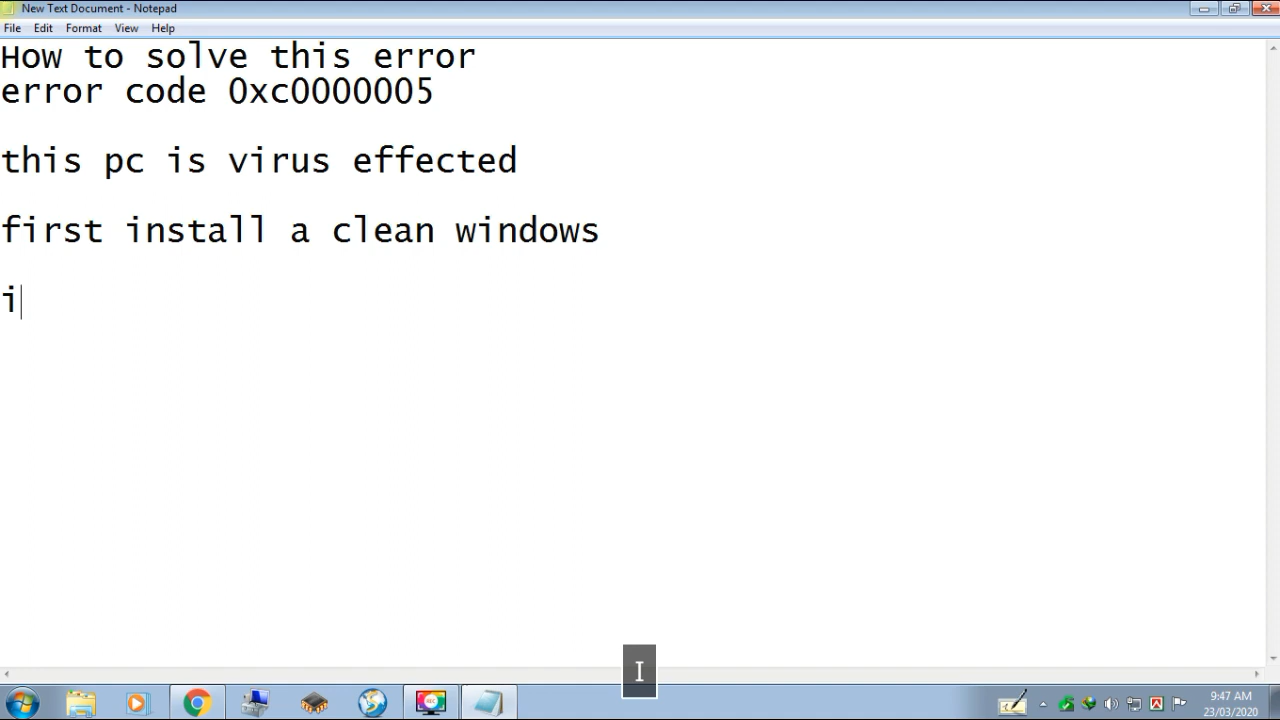 New Text Document - Notepad
File Edit Format View Help
How to solve this error
error code 0xc0000005
this pc is virus effected
first install a clean windows
i
I
9:47 AM
23/03/2020